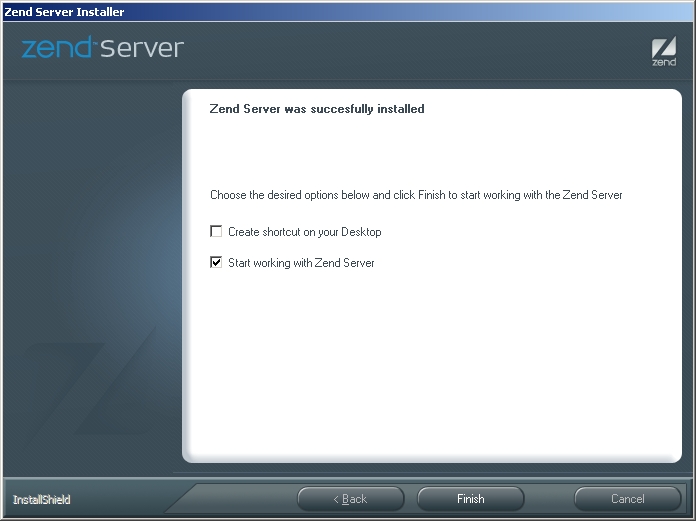 Zend Server Installer
zend Server
zend
Zend Server was succesfully installed
Choose the desired options below and click Finish to start working with the Zend Server
Create shortcut on your Desktop
Start working with Zend Server
InstallShield
< Back
Finish
Cancel